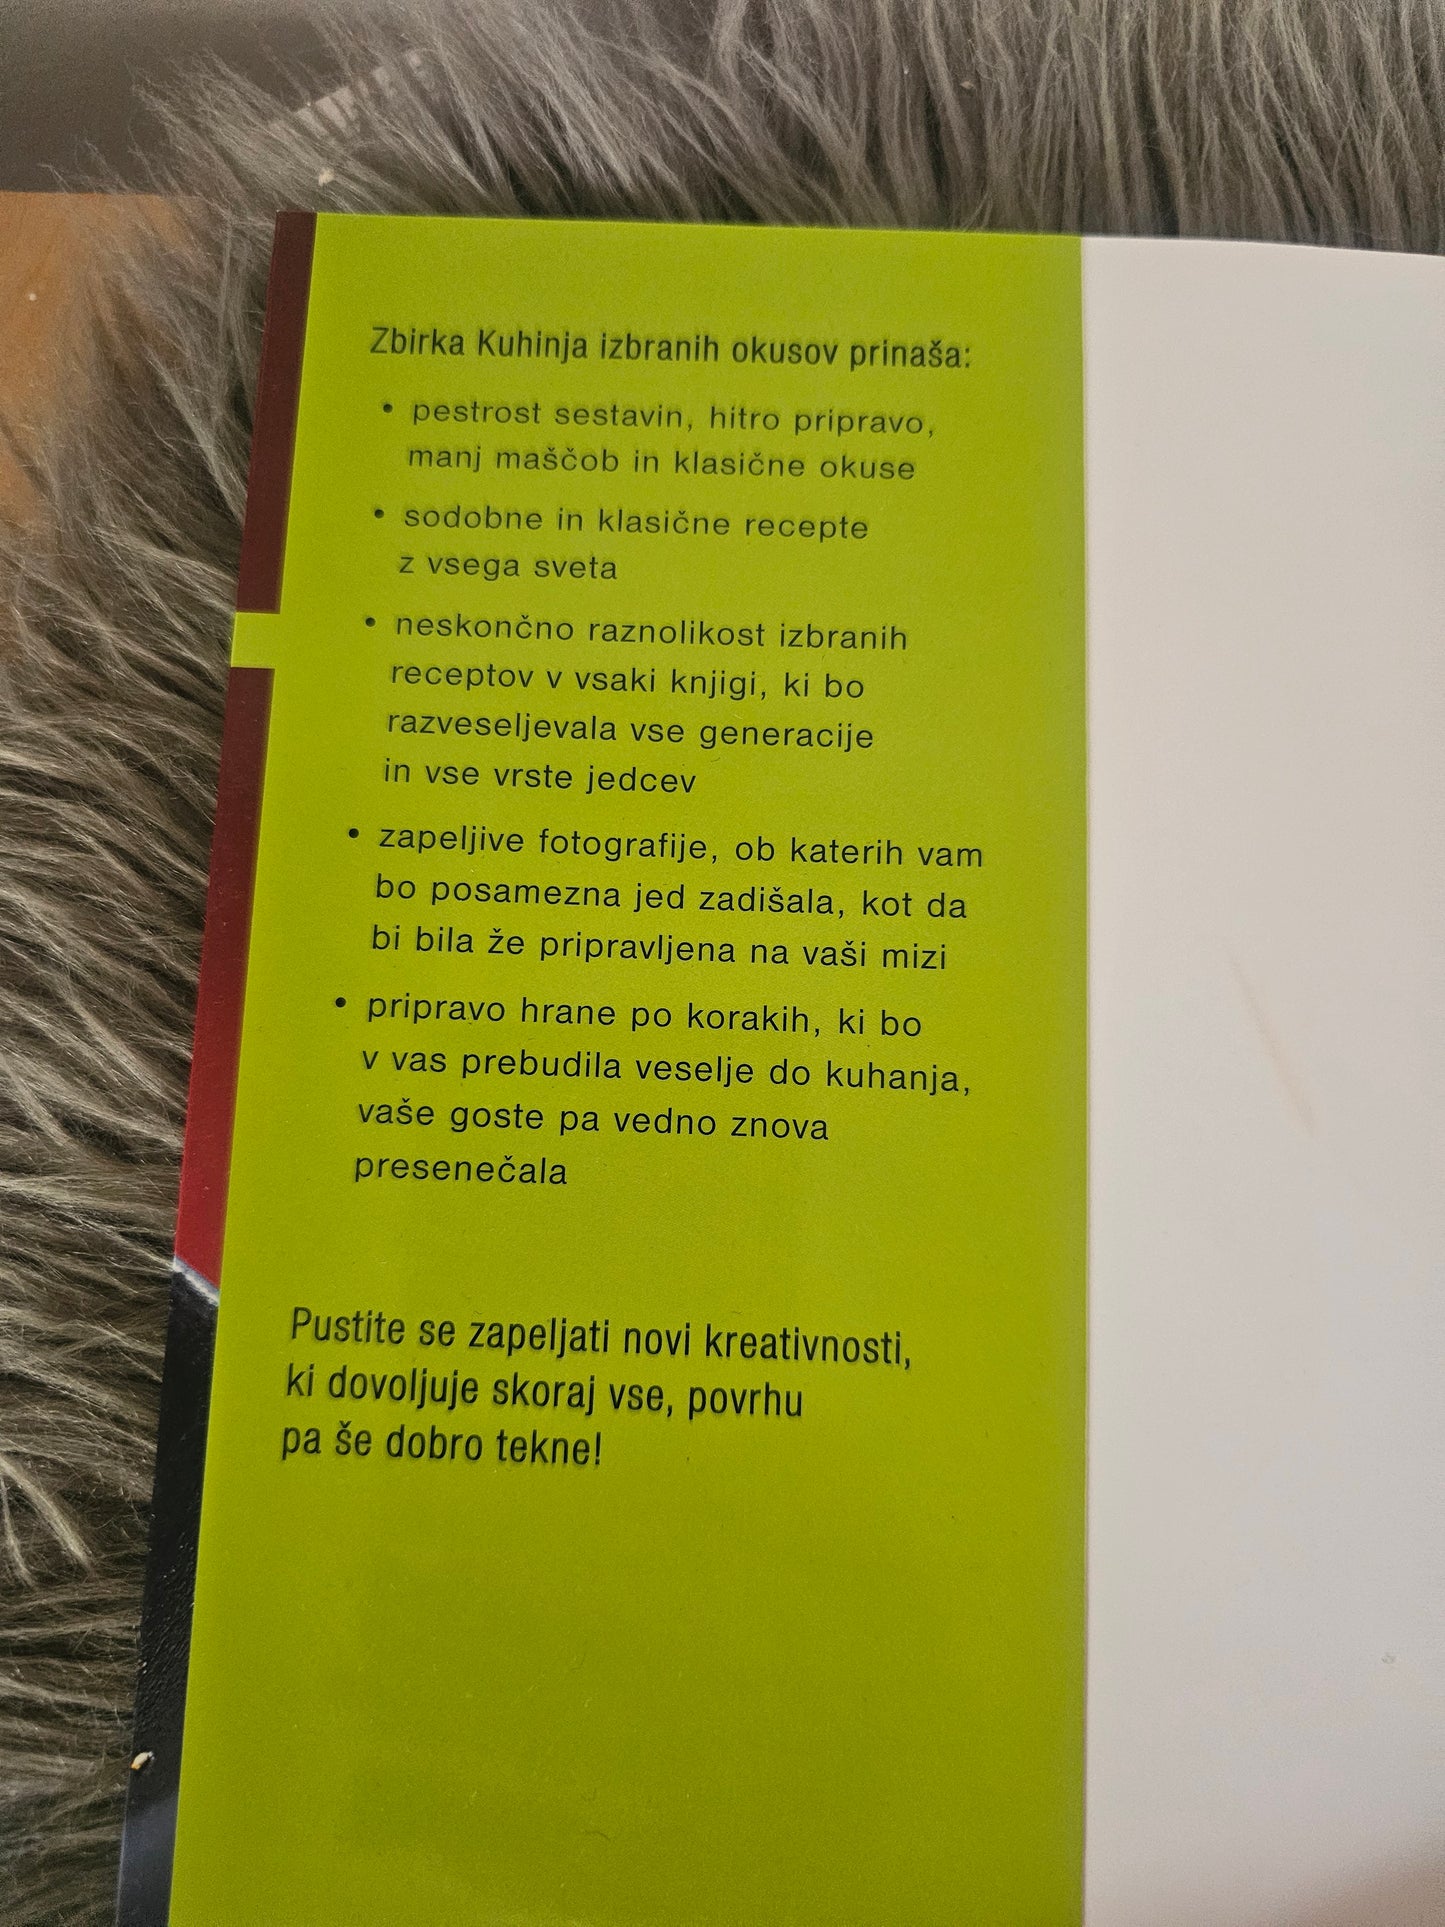 Zbirka Kuhinja izbranih okusov prinaša:
• pestrost sestavin, hitro pripravo,
manj maščob in klasične okuse
• sodobne in klasične recepte
z vsega sveta
• neskončno raznolikost izbranih
receptov v vsaki knjigi, ki bo
razveseljevala vse generacije
in vse vrste jedcev
• zapeljive fotografije, ob katerih vam
bo posamezna jed zadišala, kot da
bi bila že pripravljena na vaši mizi
• pripravo hrane po korakih, ki bo
v vas prebudila veselje do kuhanja,
vaše goste pa vedno znova
presenečala
Pustite se zapeljati novi kreativnosti,
ki dovoljuje skoraj vse, povrhu
pa še dobro tekne!